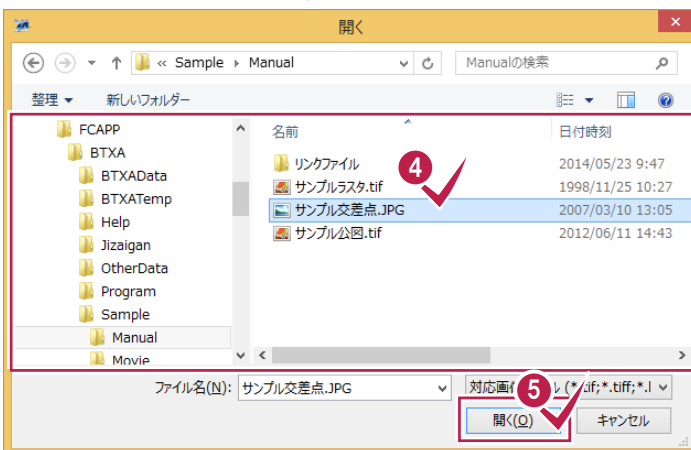 開く
« Sample Manual
Manualの検索
整理 新しいフォルダー
FCAPP
BTXA
BTXAData
BTXATemp
Help
Jizaigan
OtherData
Program
Sample
Manual
Movie
名前 日付時刻
リンクファイル 2014/05/23 9:47
サンプルラスタ.tif 1998/11/25 10:27
サンプル交差点.JPG 2007/03/10 13:05
サンプル公図.tif 2012/06/11 14:43
4
ファイル名(N): サンプル交差点.JPG
5
開く(O) キャンセル